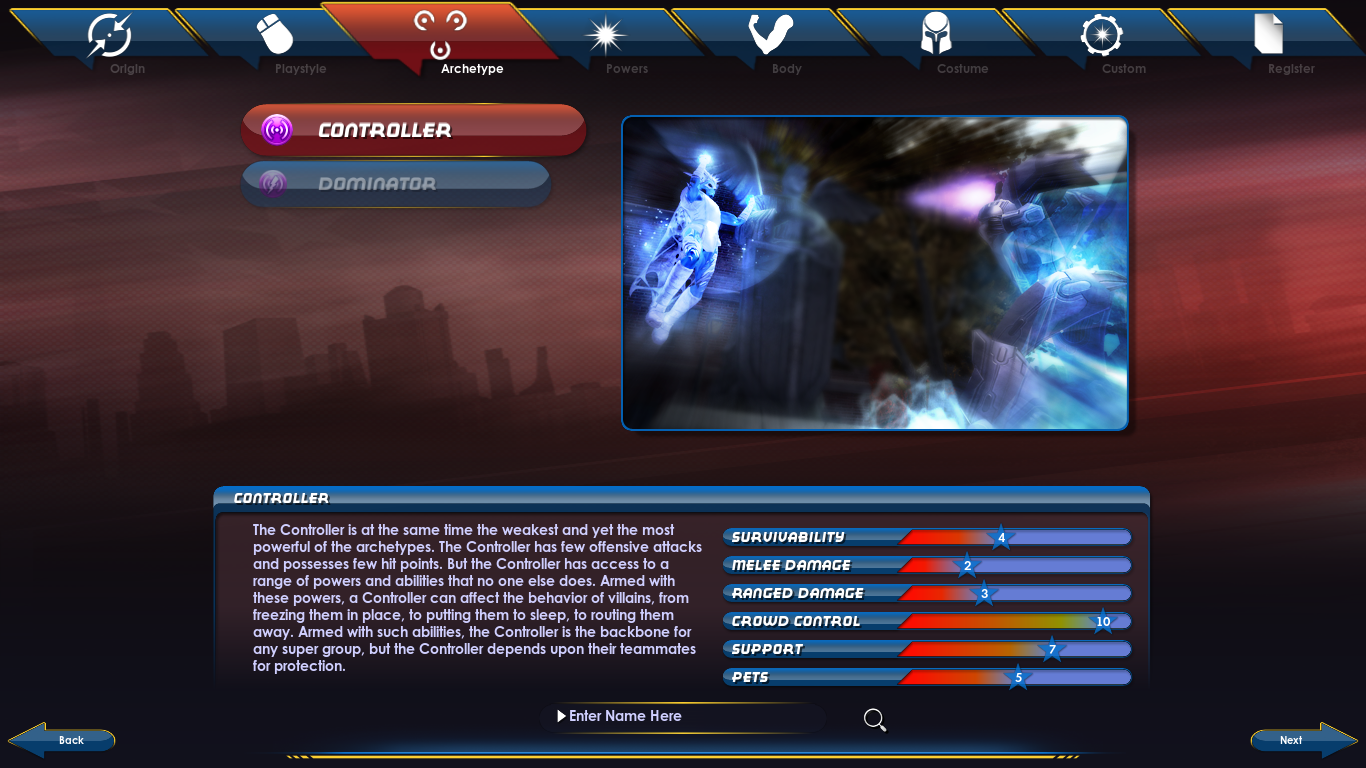 Origin
Playstyle
Archetype
Powers
Body
Costume
Custom
Register
CONTROLLER
DOMINATOR
CONTROLLER
The Controller is at the same time the weakest and yet the most
powerful of the archetypes. The Controller has few offensive attacks
and possesses few hit points. But the Controller has access to a
range of powers and abilities that no one else does. Armed with
these powers, a Controller can affect the behavior of villains, from
freezing them in place, to putting them to sleep, to routing them
away. Armed with such abilities, the Controller is the backbone for
any super group, but the Controller depends upon their teammates
for protection.
SURVIVABILITY 4
MELEE DAMAGE 2
RANGED DAMAGE 3
CROWD CONTROL 10
SUPPORT 7
PETS 5
Enter Name Here
Back
Next